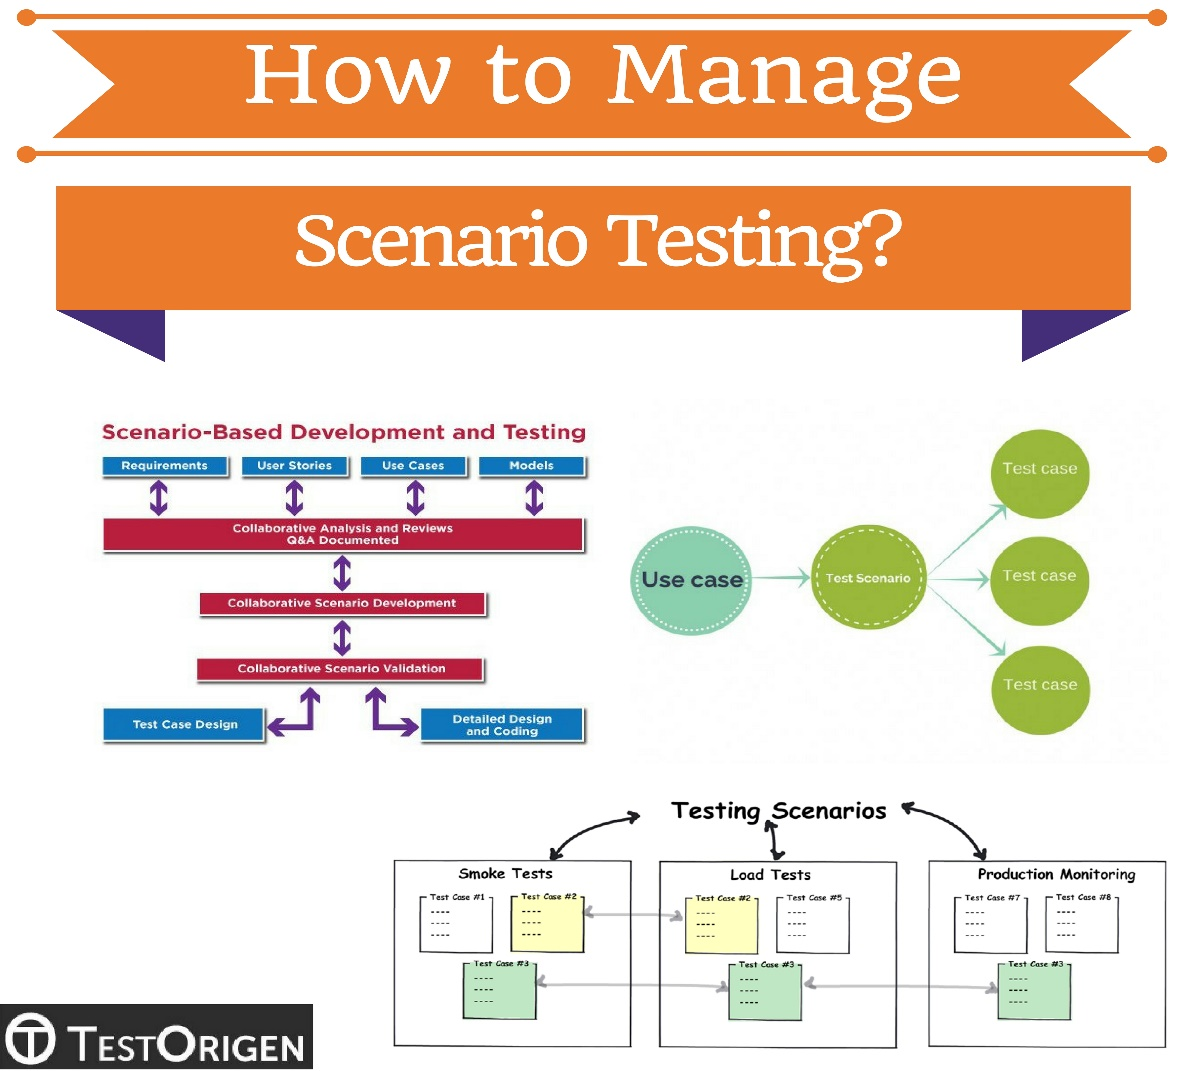 How to Manage
Scenario Testing?
Scenario-Based Development and Testing
Requirements
User Stories
Use Cases
Models
Collaborative Analysis and Reviews
Q&A Documented
Collaborative Scenario Development
Collaborative Scenario Validation
Test Case Design
Detailed Design
and Coding
Use case
Test Scenario
Test case
Test case
Test case
Testing Scenarios
Smoke Tests
Test Case #1
Test Case #2
Test Case #3
Load Tests
Test Case #2
Test Case #5
Test Case #3
Production Monitoring
Test Case #7
Test Case #8
Test Case #3
TESTORIGEN